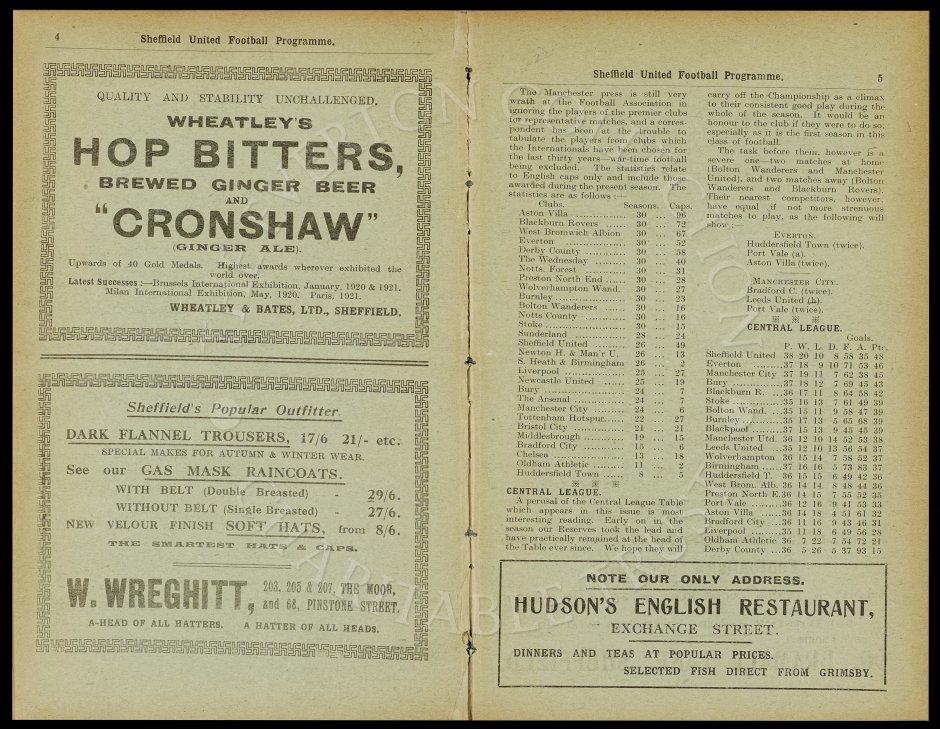 4
Sheffield United Football Programme.
QUALITY AND STABILITY UNCHALLENGED.
WHEATLEY'S
HOP BITTERS,
BREWED GINGER BEER
AND
"CRONSHAW"
(GINGER ALE).
Upwards of 40 Gold Medals. Highest awards wherever exhibited the
world over.
Latest Successes :—Brussels International Exhibition, January, 1920 & 1921.
Milan International Exhibition, May, 1920. Paris, 1921.
WHEATLEY & BATES, LTD., SHEFFIELD.
Sheffield's Popular Outfitter.
DARK FLANNEL TROUSERS, 17/6 21/- etc.
SPECIAL MAKES FOR AUTUMN & WINTER WEAR.
See our GAS MASK RAINCOATS.
WITH BELT (Double Breasted) - 29/6.
WITHOUT BELT (Single Breasted) - 27/6.
NEW VELOUR FINISH SOFT HATS, from 8/6.
THE SMARTEST HATS & CAPS.
W. WREGHITT, 203, 205 & 207, THE MOOR,
and 68, PINSTONE STREET.
A-HEAD OF ALL HATTERS. A HATTER OF ALL HEADS.
Sheffield United Football Programme.
5
The Manchester press is still very
wrath at the Football Association in
ignoring the players of the premier clubs
for representative matches, and a corres-
pondent has been at the trouble to
tabulate the players from clubs which
the Internationals have been chosen for
the last thirty years—war-time football
being excluded. The statistics relate
to English caps only and include those
awarded during the present season. The
statistics are as follows :—
Clubs. Seasons. Caps.
Aston Villa ... 30 ... 96
Blackburn Rovers ... 30 ... 72
West Bromwich Albion 30 ... 67
Everton ... 30 ... 52
Derby County ... 30 ... 38
The Wednesday ... 30 ... 40
Notts. Forest ... 30 ... 31
Preston North End ... 30 ... 28
Wolverhampton Wand. 30 ... 27
Burnley ... 30 ... 23
Bolton Wanderers ... 30 ... 16
Notts County ... 30 ... 16
Stoke ... 30 ... 15
Sunderland ... 28 ... 24
Sheffield United ... 26 ... 49
Newton H. & Man'r U. 26 ... 13
S. Heath & Birmingham 26 ... 2
Liverpool ... 25 ... 27
Newcastle United ... 25 ... 19
Bury ... 24 ... 7
The Arsenal ... 24 ... 7
Manchester City ... 24 ... 6
Tottenham Hotspur ... 22 ... 27
Bristol City ... 21 ... 21
Middlesbrough ... 19 ... 15
Bradford City ... 15 ... 6
Chelsea ... 13 ... 18
Oldham Athletic ... 11 ... 2
Huddersfield Town ... 8 ... 5
CENTRAL LEAGUE.
A perusal of the Central League Table
which appears in this issue is most
interesting reading. Early on in the
season our Reserves took the lead and
have practically remained at the head of
the Table ever since. We hope they will
carry off the Championship as a climax
to their consistent good play during the
whole of the season. It would be an
honour to the club if they were to do so,
especially as it is the first season in this
class of football.
The task before them, however is a
severe one—two matches at home
(Bolton Wanderers and Manchester
United), and two matches away (Bolton
Wanderers and Blackburn Rovers).
Their nearest competitors, however,
have equal if not more strenuous
matches to play, as the following will
show :—
EVERTON.
Huddersfield Town (twice).
Port Vale (a).
Aston Villa (twice).
MANCHESTER CITY.
Bradford C. (twice).
Leeds United (h).
Port Vale (twice).
CENTRAL LEAGUE.
Goals.
P. W. L. D. F. A. Pts.
Sheffield United 38 20 10 8 58 35 48
Everton ...37 18 9 10 71 53 46
Manchester City 37 19 11 7 62 38 45
Bury ...37 18 12 7 69 45 43
Blackburn R. ...36 17 11 8 64 58 42
Stoke ...35 16 13 7 61 49 39
Bolton Wand. ...35 15 11 9 58 47 39
Burnley ...35 17 13 5 65 68 39
Blackpool ...37 15 13 9 45 45 39
Manchester Utd. 36 12 10 14 52 53 38
Leeds United ...35 12 10 13 56 54 37
Wolverhampton 36 15 14 7 58 52 37
Birmingham ...37 16 16 5 73 83 37
Huddersfield T. 36 15 15 6 49 42 36
West Brom. Alb. 36 14 14 8 48 44 36
Preston North E.36 14 15 7 55 52 35
Port Vale ...36 12 16 9 41 53 33
Aston Villa ...36 14 18 4 51 61 32
Bradford City ...36 11 16 9 43 46 31
Liverpool ...35 11 18 6 49 56 28
Oldham Athletic 36 7 22 7 54 72 21
Derby County ...36 5 26 5 37 93 15
NOTE OUR ONLY ADDRESS.
HUDSON'S ENGLISH RESTAURANT,
EXCHANGE STREET.
DINNERS AND TEAS AT POPULAR PRICES.
SELECTED FISH DIRECT FROM GRIMSBY.